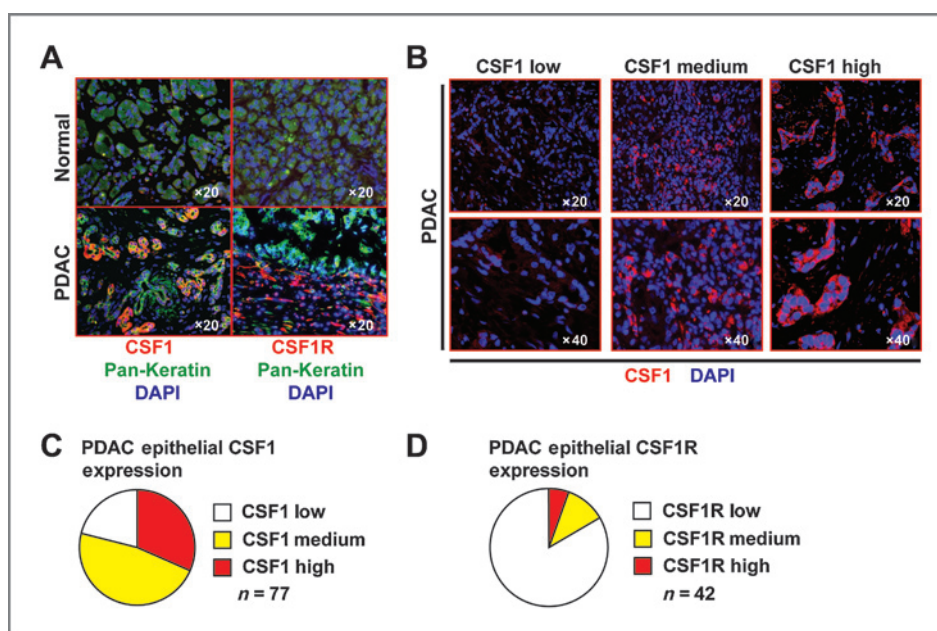 A
Normal
×20
×20
PDAC
×20
×20
CSF1
Pan-Keratin
DAPI
CSF1R
Pan-Keratin
DAPI
B
CSF1 low
CSF1 medium
CSF1 high
PDAC
×20
×20
×20
×40
×40
×40
CSF1 DAPI
C
PDAC epithelial CSF1
expression
CSF1 low
CSF1 medium
CSF1 high
n = 77
D
PDAC epithelial CSF1R
expression
CSF1R low
CSF1R medium
CSF1R high
n = 42